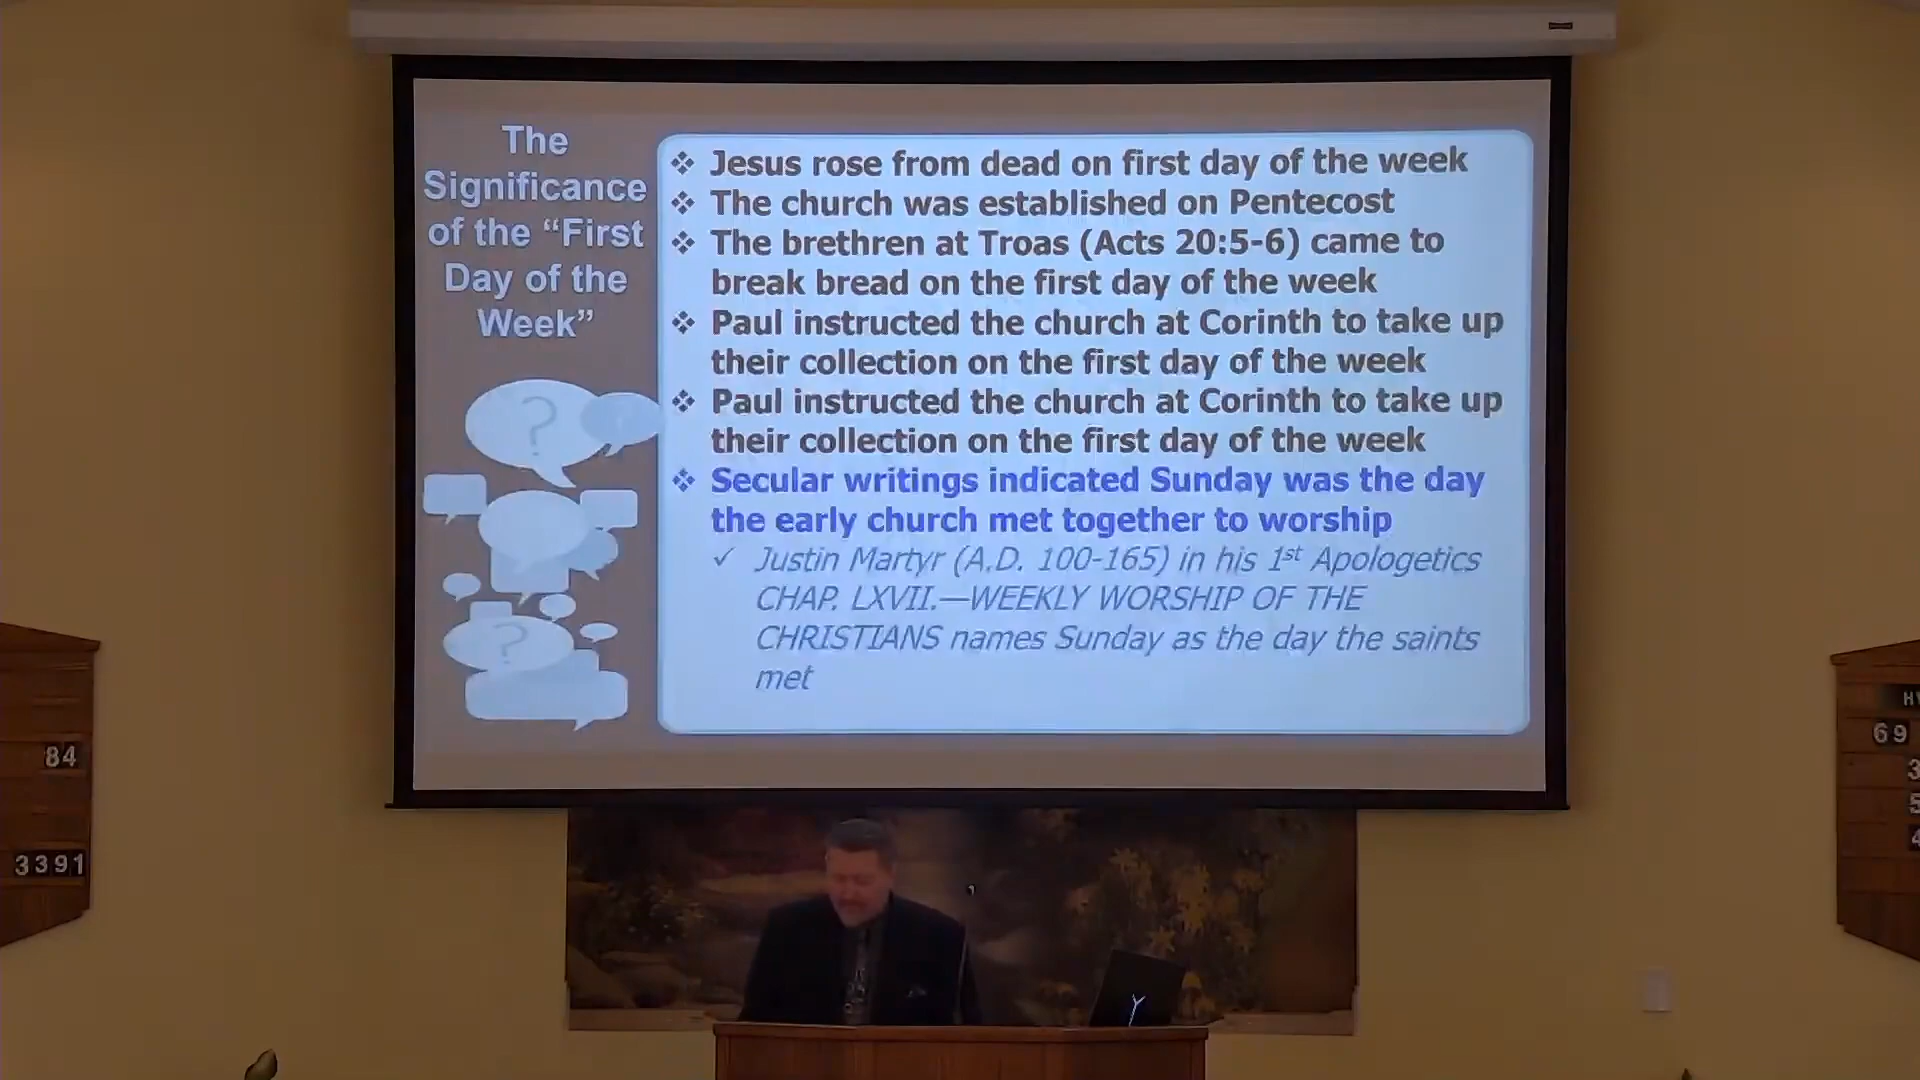 The
Significance
of the “First
Day of the
Week”
❖ Jesus rose from dead on first day of the week
❖ The church was established on Pentecost
❖ The brethren at Troas (Acts 20:5-6) came to
break bread on the first day of the week
❖ Paul instructed the church at Corinth to take up
their collection on the first day of the week
❖ Paul instructed the church at Corinth to take up
their collection on the first day of the week
❖ Secular writings indicated Sunday was the day
the early church met together to worship
✓ Justin Martyr (A.D. 100-165) in his 1st Apologetics
CHAP. LXVII.—WEEKLY WORSHIP OF THE
CHRISTIANS names Sunday as the day the saints
met
?
?
84
3391
HY
69
3
5
4